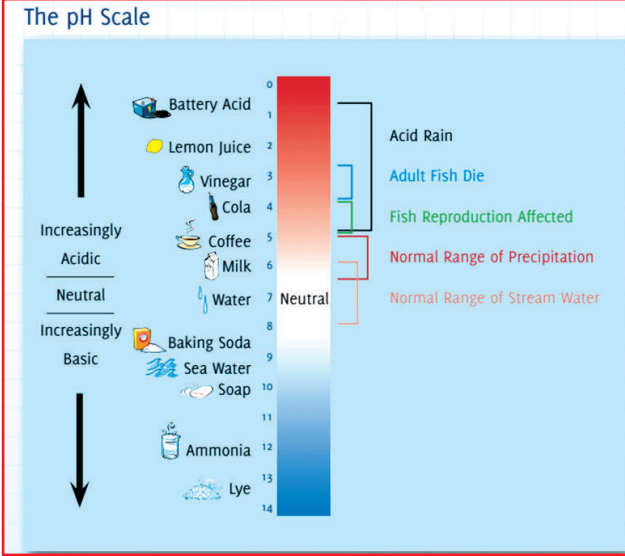 The pH Scale
0
Battery Acid
1
Acid Rain
Lemon Juice
2
Vinegar
3
Adult Fish Die
Cola
4
Fish Reproduction Affected
Increasingly
Acidic
Coffee
5
Normal Range of Precipitation
Milk
6
Neutral
Water
7
Neutral
Normal Range of Stream Water
Increasingly
Basic
8
Baking Soda
9
Sea Water
Soap
10
11
Ammonia
12
13
Lye
14